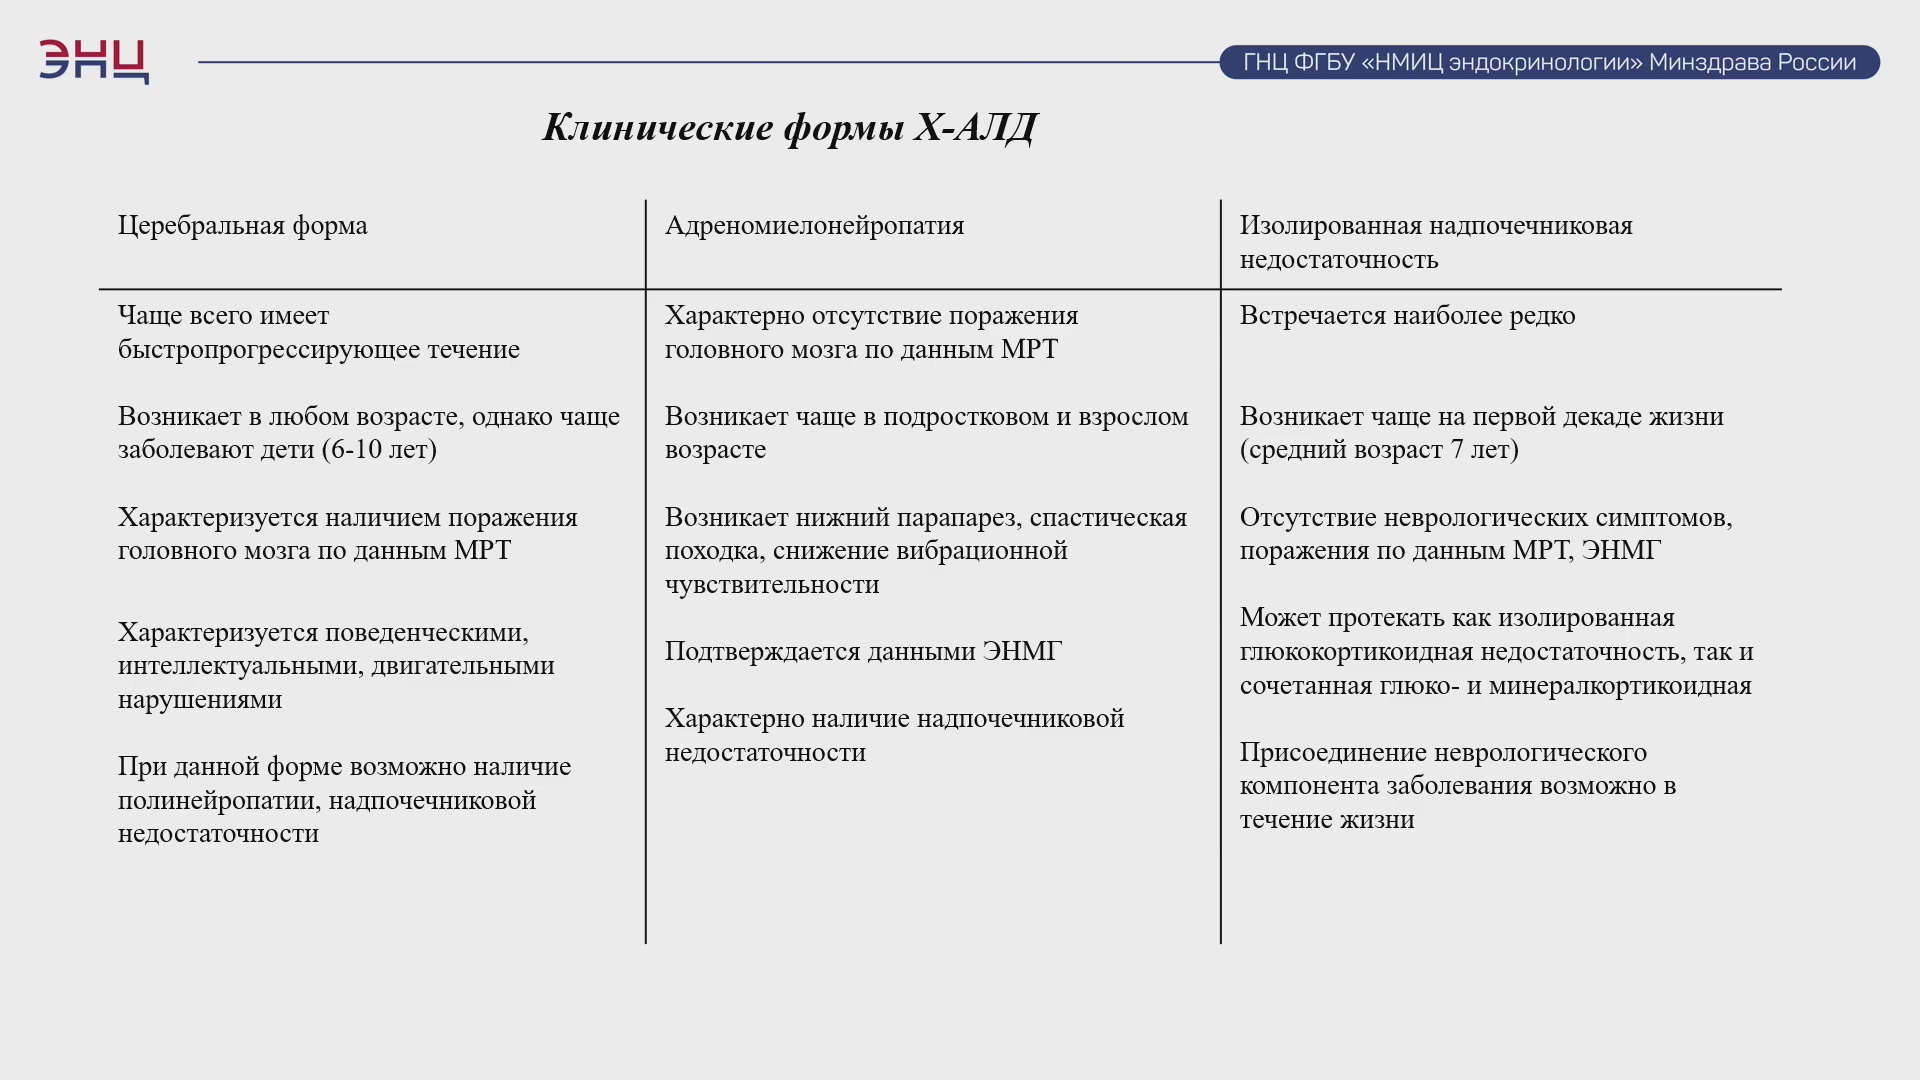 ЭНЦ
ГНЦ ФГБУ «НМИЦ эндокринологии» Минздрава России
Клинические формы Х-АЛД
Церебральная форма
Чаще всего имеет
быстропрогрессирующее течение
Возникает в любом возрасте, однако чаще
заболевают дети (6-10 лет)
Характеризуется наличием поражения
головного мозга по данным МРТ
Характеризуется поведенческими,
интеллектуальными, двигательными
нарушениями
При данной форме возможно наличие
полинейропатии, надпочечниковой
недостаточности
Адреномиелонейропатия
Характерно отсутствие поражения
головного мозга по данным МРТ
Возникает чаще в подростковом и взрослом
возрасте
Возникает нижний парапарез, спастическая
походка, снижение вибрационной
чувствительности
Подтверждается данными ЭНМГ
Характерно наличие надпочечниковой
недостаточности
Изолированная надпочечниковая
недостаточность
Встречается наиболее редко
Возникает чаще на первой декаде жизни
(средний возраст 7 лет)
Отсутствие неврологических симптомов,
поражения по данным МРТ, ЭНМГ
Может протекать как изолированная
глюкокортикоидная недостаточность, так и
сочетанная глюко- и минералкортикоидная
Присоединение неврологического
компонента заболевания возможно в
течение жизни